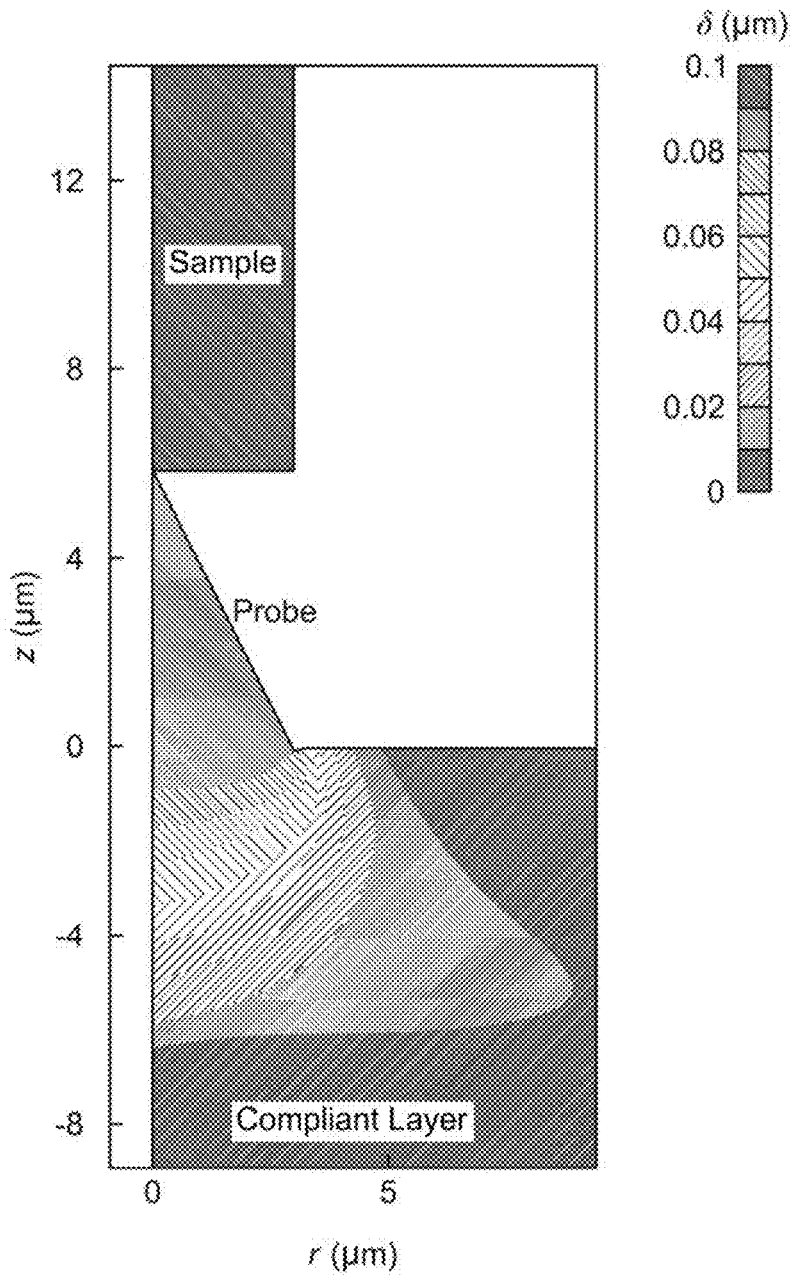 δ (μm)
0.1
0.08
0.06
0.04
0.02
0
12
8
4
0
-4
-8
z (μm)
Sample
Probe
Compliant Layer
0 5
r (μm)